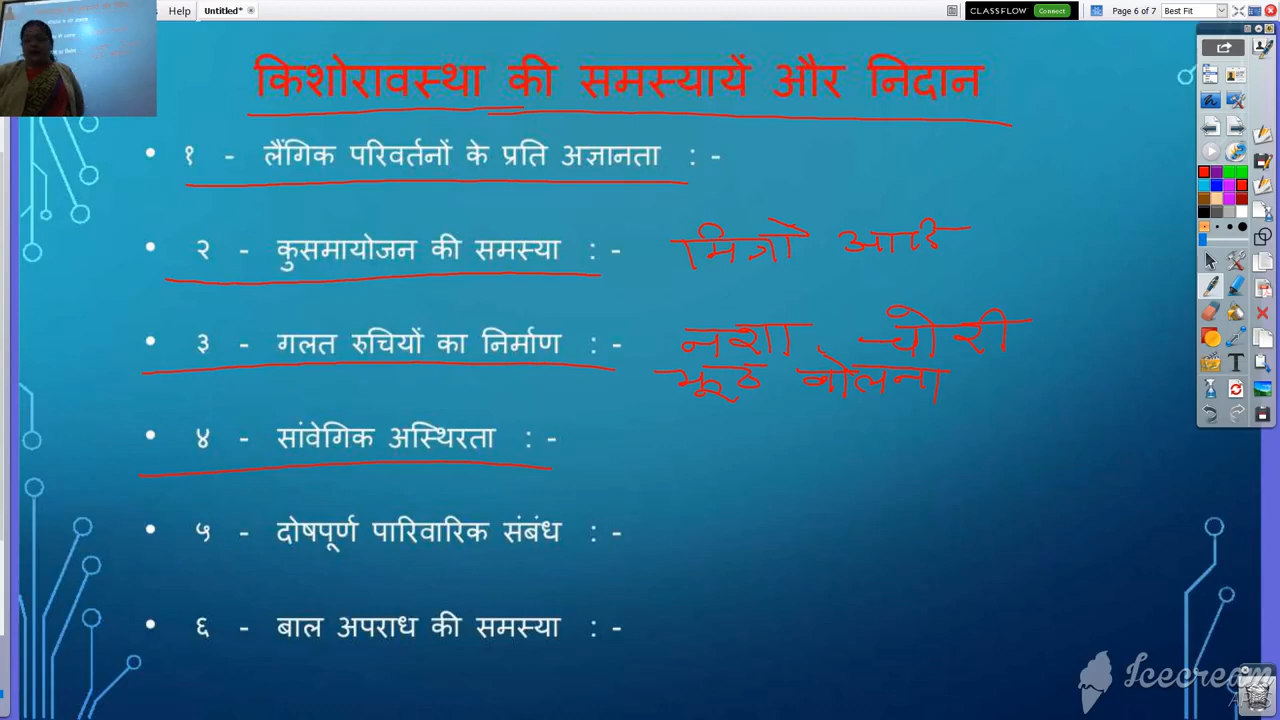 Help Untitled* CLASSFLOW Connect Page 6 of 7 Best Fit
किशोरावस्था की समस्यायें और निदान
• १ - लैंगिक परिवर्तनों के प्रति अज्ञानता : -
• २ - कुसमायोजन की समस्या : - मित्रों आदि
• ३ - गलत रुचियों का निर्माण : - नशा, चोरी
झूठ बोलना
• ४ - सांवेगिक अस्थिरता : -
• ५ - दोषपूर्ण पारिवारिक संबंध : -
• ६ - बाल अपराध की समस्या : -
Icecream
APPS